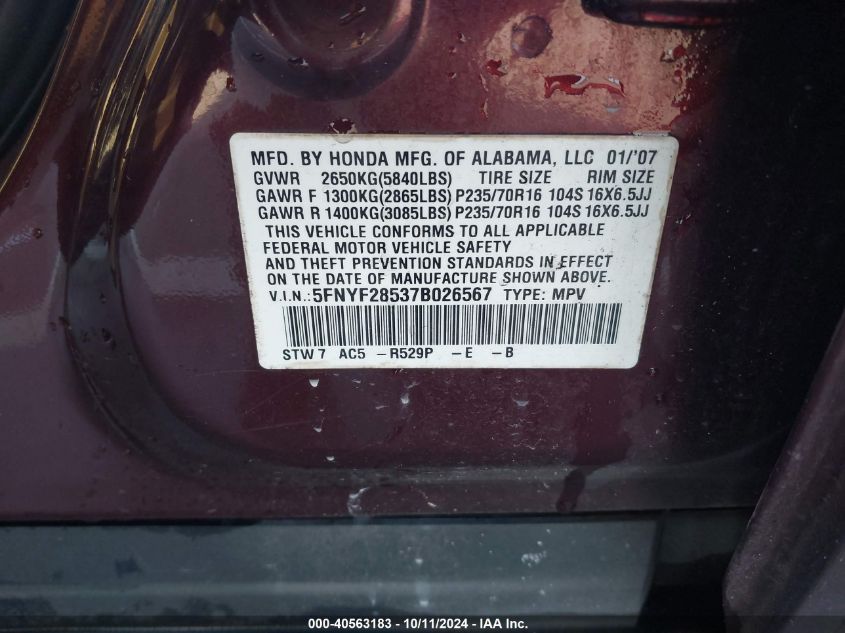 MFD. BY HONDA MFG. OF ALABAMA, LLC 01/'07
GVWR 2650KG(5840LBS) TIRE SIZE RIM SIZE
GAWR F 1300KG(2865LBS) P235/70R16 104S 16X6.5JJ
GAWR R 1400KG(3085LBS) P235/70R16 104S 16X6.5JJ
THIS VEHICLE CONFORMS TO ALL APPLICABLE
FEDERAL MOTOR VEHICLE SAFETY
AND THEFT PREVENTION STANDARDS IN EFFECT
ON THE DATE OF MANUFACTURE SHOWN ABOVE.
V.I.N.: 5FNYF28537B026567 TYPE: MPV
STW7 AC5 -R529P -E -B
000-40563183 - 10/11/2024 - IAA Inc.